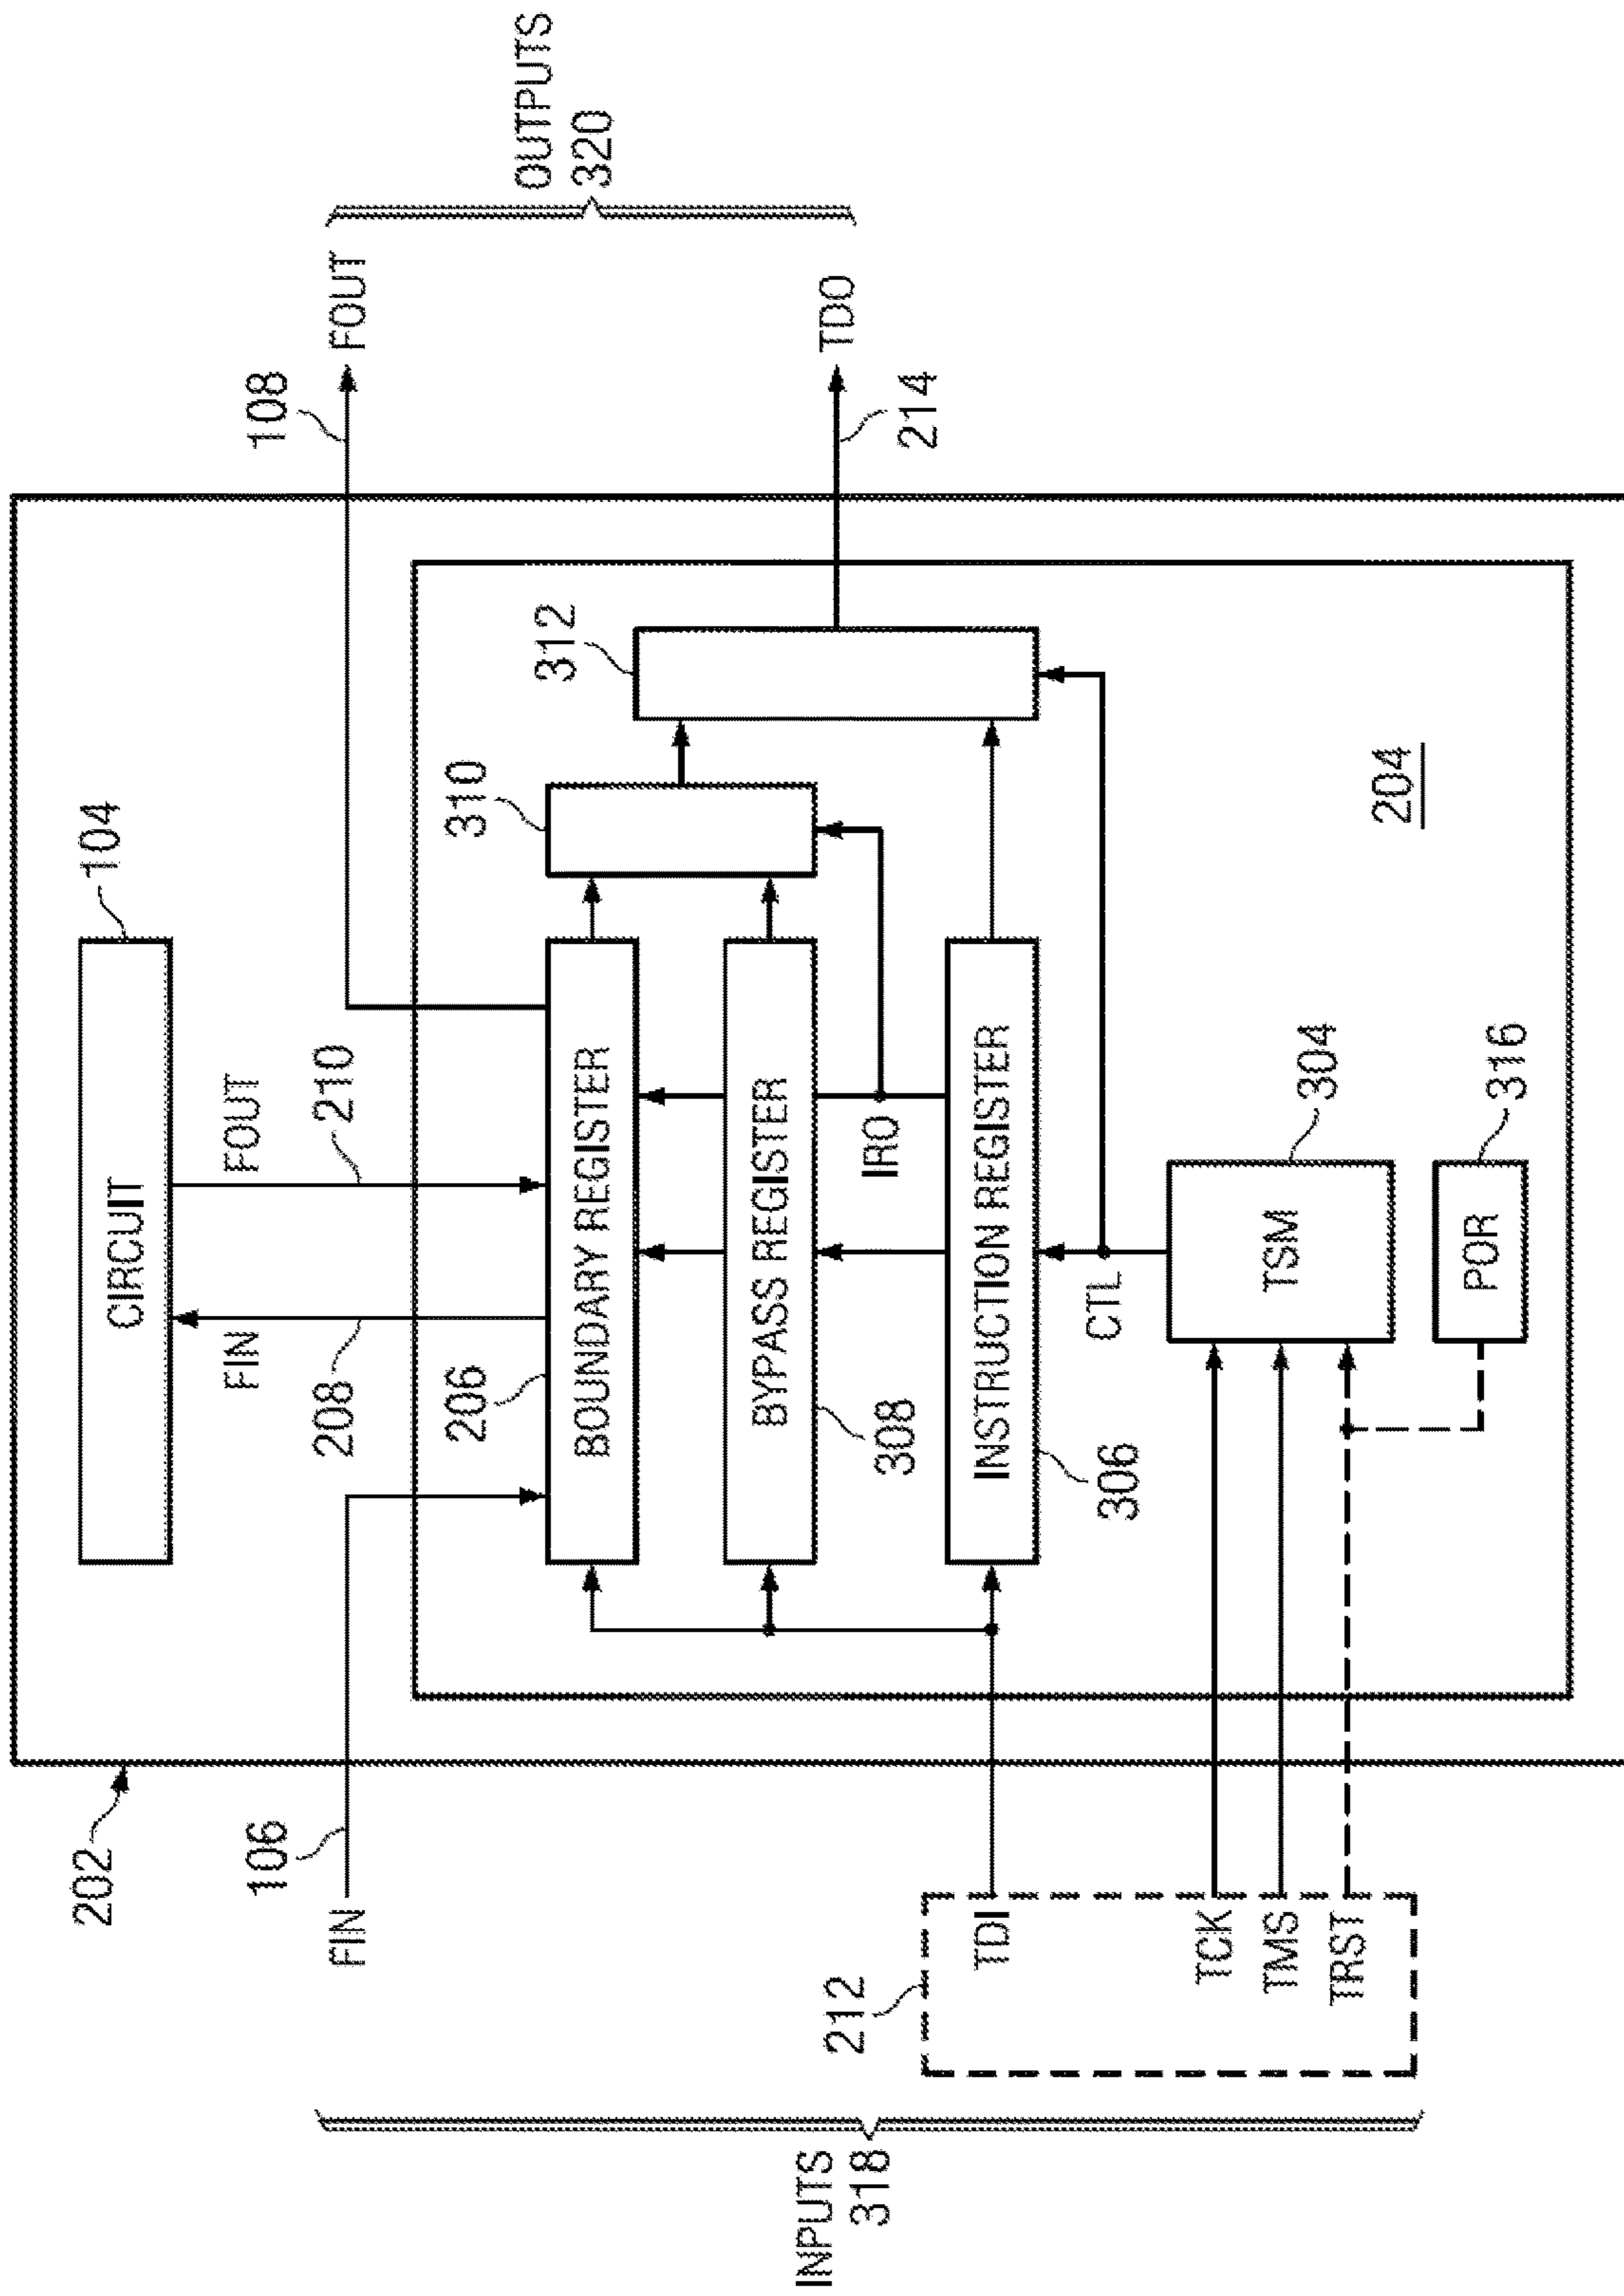 202
104
CIRCUIT
106
108
FIN
FOUT
FIN
FOUT
208
210
OUTPUTS
320
206
310
312
BOUNDARY REGISTER
BYPASS REGISTER
TDO
214
INPUTS
318
212
308
IRO
TDI
INSTRUCTION REGISTER
306
CTL
TCK
TMS
TRST
TSM
304
204
POR
316